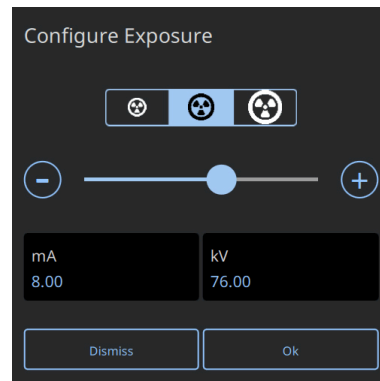 Configure Exposure
-
+
mA
8.00
kV
76.00
Dismiss
Ok